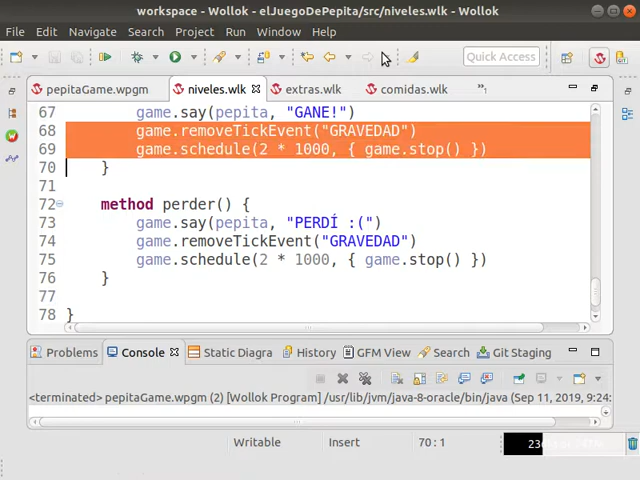 workspace - Wollok - elJuegoDePepita/src/niveles.wlk - Wollok
File Edit Navigate Search Project Run Window Help
Quick Access
pepitaGame.wpgm niveles.wlk extras.wlk comidas.wlk
67 game.say(pepita, "GANE!")
68 game.removeTickEvent("GRAVEDAD")
69 game.schedule(2 * 1000, { game.stop() })
70 }
71
72 method perder() {
73 game.say(pepita, "PERDÍ :(")
74 game.removeTickEvent("GRAVEDAD")
75 game.schedule(2 * 1000, { game.stop() })
76 }
77
78 }
Problems Console Static Diagra History GFM View Search Git Staging
<terminated> pepitaGame.wpgm (2) [Wollok Program] /usr/lib/jvm/java-8-oracle/bin/java (Sep 11, 2019, 9:24:
Writable Insert 70 : 1